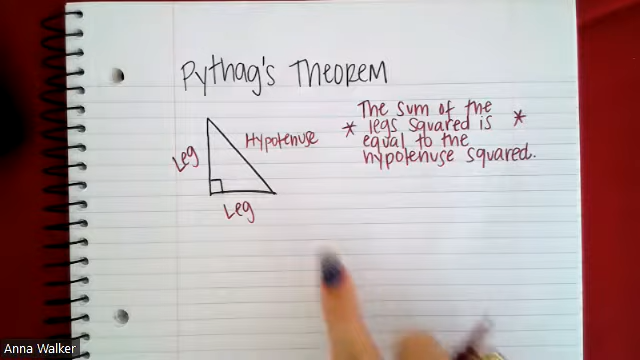 Pythag's Theorem
The sum of the
* legs squared is *
equal to the
hypotenuse squared.
Hypotenuse
Leg
Leg
Anna Walker